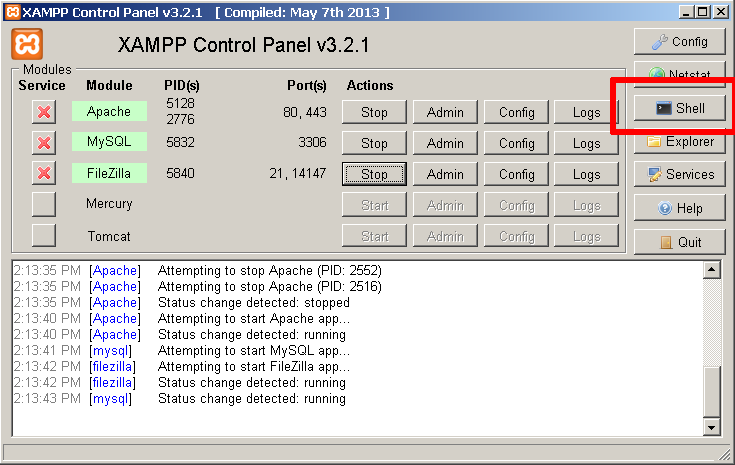 XAMPP Control Panel v3.2.1 [ Compiled: May 7th 2013 ]
XAMPP Control Panel v3.2.1
Config
Netstat
Shell
Explorer
Services
Help
Quit
Modules
Service Module PID(s) Port(s) Actions
Apache 5128 2776 80, 443 Stop Admin Config Logs
MySQL 5832 3306 Stop Admin Config Logs
FileZilla 5840 21, 14147 Stop Admin Config Logs
Mercury Start Admin Config Logs
Tomcat Start Admin Config Logs
2:13:35 PM [Apache] Attempting to stop Apache (PID: 2552)
2:13:35 PM [Apache] Attempting to stop Apache (PID: 2516)
2:13:35 PM [Apache] Status change detected: stopped
2:13:40 PM [Apache] Attempting to start Apache app...
2:13:40 PM [Apache] Status change detected: running
2:13:41 PM [mysql] Attempting to start MySQL app...
2:13:42 PM [filezilla] Attempting to start FileZilla app...
2:13:42 PM [filezilla] Status change detected: running
2:13:43 PM [mysql] Status change detected: running